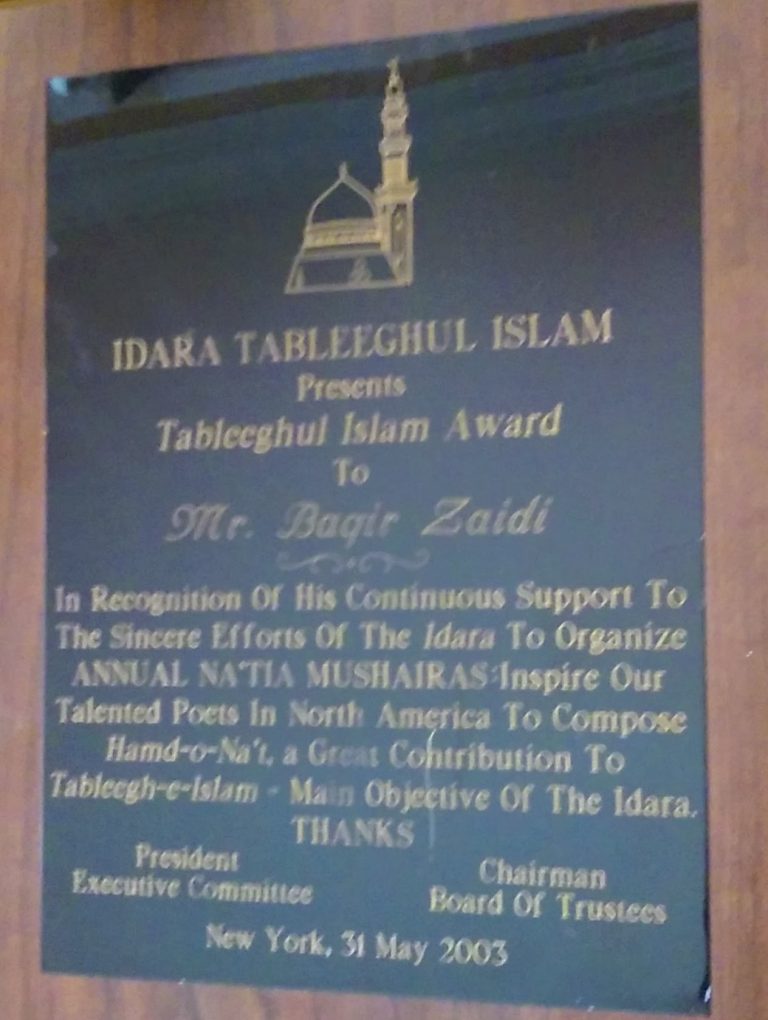 IDARA TABLEEGHUL ISLAM
Presents
Tableeghul Islam Award
To
Mr. Baqir Zaidi
In Recognition Of His Continuous Support To
The Sincere Efforts Of The Idara To Organize
ANNUAL NA'TIA MUSHAIRAS:Inspire Our
Talented Poets In North America To Compose
Hamd-o-Na't, a Great Contribution To
Tableegh-e-Islam - Main Objective Of The Idara.
THANKS
President
Executive Committee
Chairman
Board Of Trustees
New York, 31 May 2003